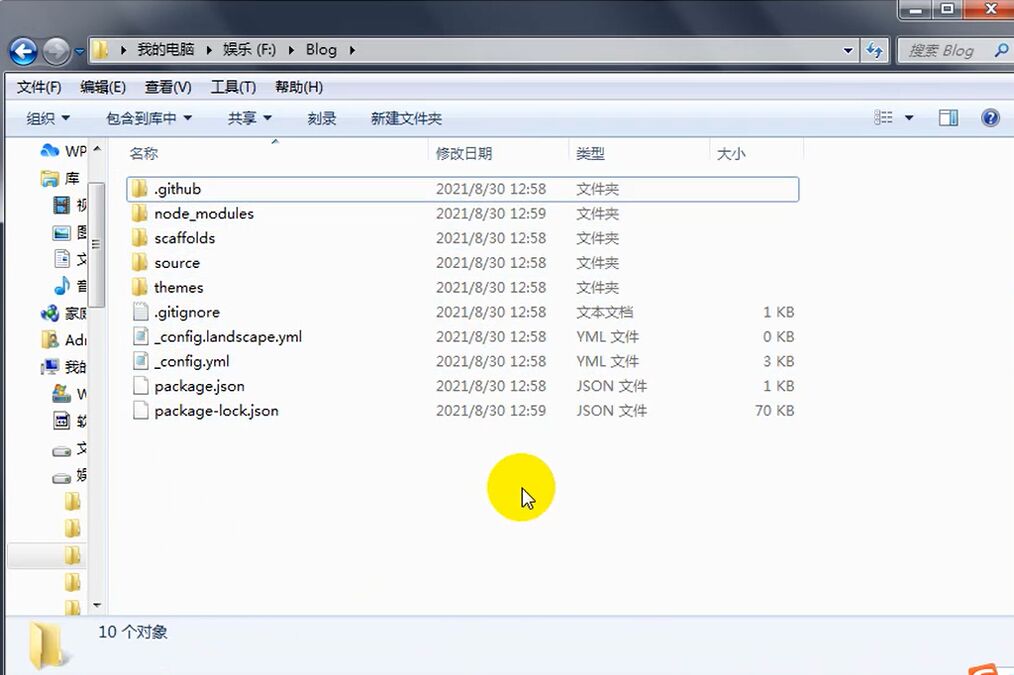 我的电脑 娱乐 (F:) Blog 搜索 Blog
文件(F) 编辑(E) 查看(V) 工具(T) 帮助(H)
组织 包含到库中 共享 刻录 新建文件夹
名称 修改日期 类型 大小
WP
库
家庭
Adr
我的
.github 2021/8/30 12:58 文件夹
node_modules 2021/8/30 12:59 文件夹
scaffolds 2021/8/30 12:58 文件夹
source 2021/8/30 12:58 文件夹
themes 2021/8/30 12:58 文件夹
.gitignore 2021/8/30 12:58 文本文档 1 KB
_config.landscape.yml 2021/8/30 12:58 YML 文件 0 KB
_config.yml 2021/8/30 12:58 YML 文件 3 KB
package.json 2021/8/30 12:58 JSON 文件 1 KB
package-lock.json 2021/8/30 12:59 JSON 文件 70 KB
10 个对象